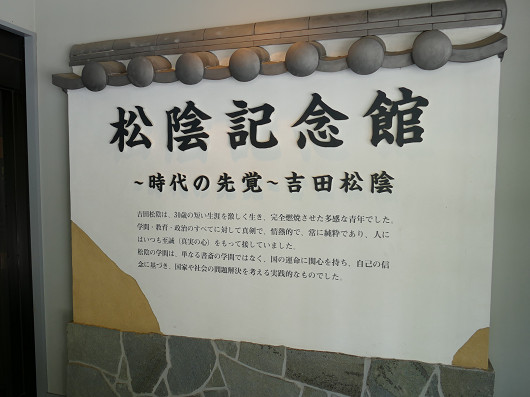 松陰記念館
~時代の先覚~吉田松陰
吉田松陰は、30歳の短い生涯を激しく生き、完全燃焼させた多感な青年でした。
学問・教育・政治のすべてに対して真剣で、情熱的で、常に純粋であり、人に
はいつも至誠（真実の心）をもって接していました。
松陰の学問は、単なる書斎の学問ではなく、国の運命に関心を持ち、自己の信
念に基づき、国家や社会の問題解決を考える実践的なものでした。